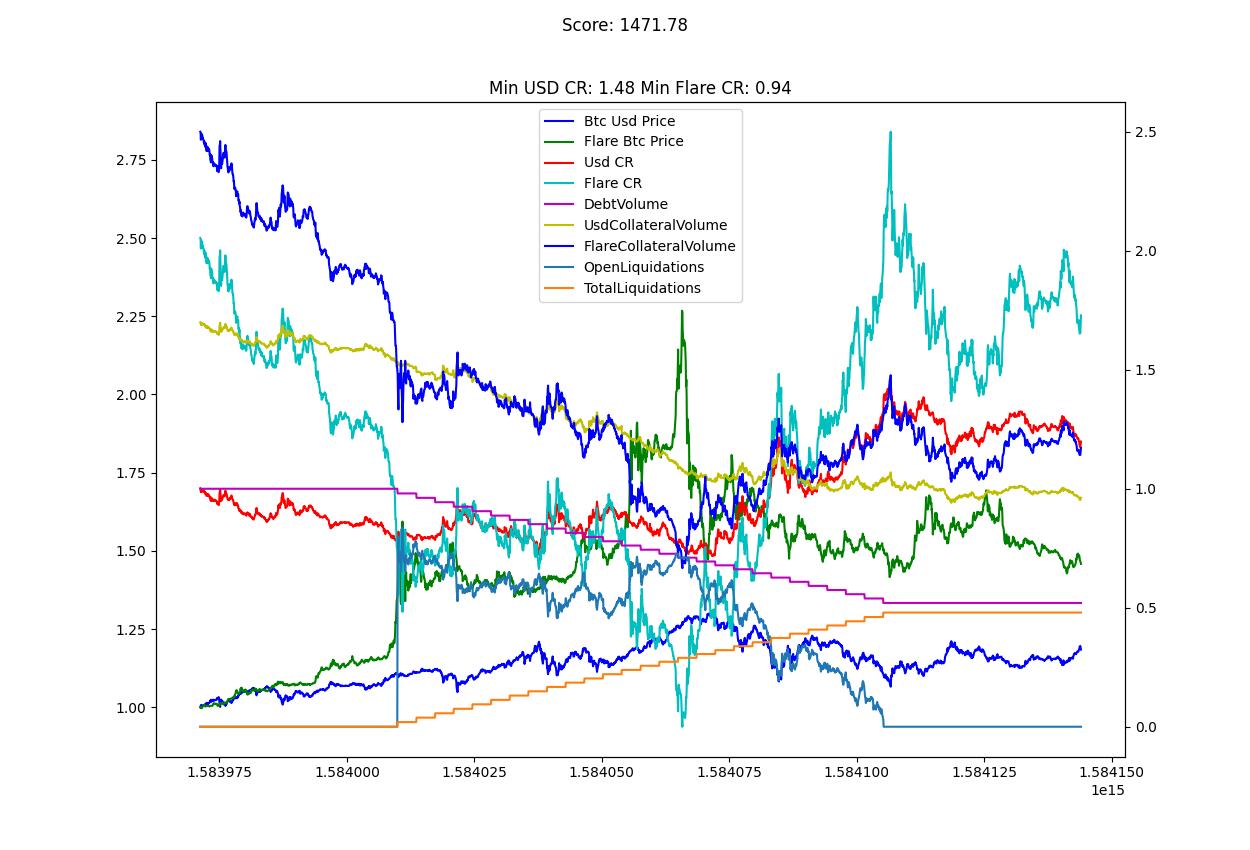 Score: 1471.78
Min USD CR: 1.48 Min Flare CR: 0.94
Btc Usd Price
Flare Btc Price
Usd CR
Flare CR
DebtVolume
UsdCollateralVolume
FlareCollateralVolume
OpenLiquidations
TotalLiquidations
2.75
2.50
2.25
2.00
1.75
1.50
1.25
1.00
2.5
2.0
1.5
1.0
0.5
0.0
1.583975
1.584000
1.584025
1.584050
1.584075
1.584100
1.584125
1.584150
1e15